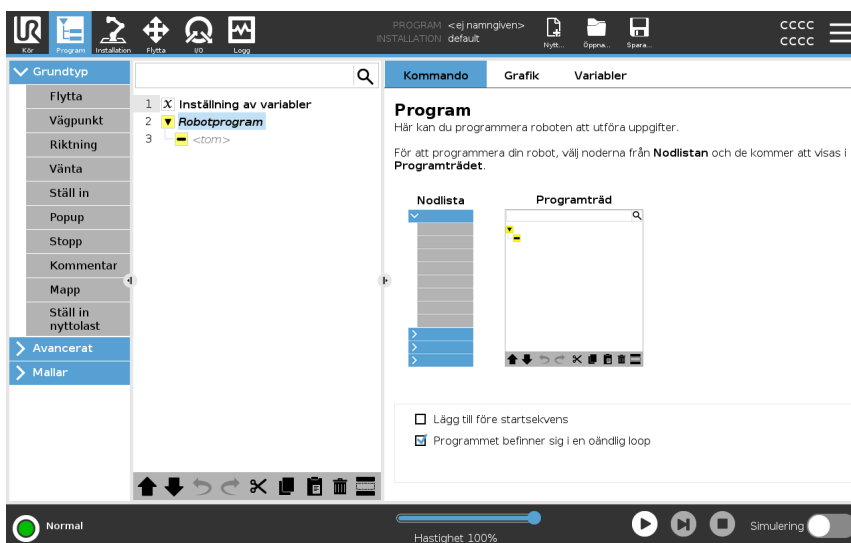 PROGRAM <ej namngiven>
INSTALLATION default
CCCC
CCCC
Kör
Program
Installation
Flytta
I/O
Logg
Nytt...
Öppna...
Spara...
Grundtyp
Flytta
Vägpunkt
Riktning
Vänta
Ställ in
Popup
Stopp
Kommentar
Mapp
Ställ in
nyttolast
Avancerat
Mallar
1 X Inställning av variabler
2 Robotprogram
3 <tom>
Kommando Grafik Variabler
Program
Här kan du programmera roboten att utföra uppgifter.
För att programmera din robot, välj noderna från Nodlistan och de kommer att visas i
Programträdet.
Nodlista
Programträd
Lägg till före startsekvens
Programmet befinner sig i en oändlig loop
Normal
Hastighet 100%
Simulering